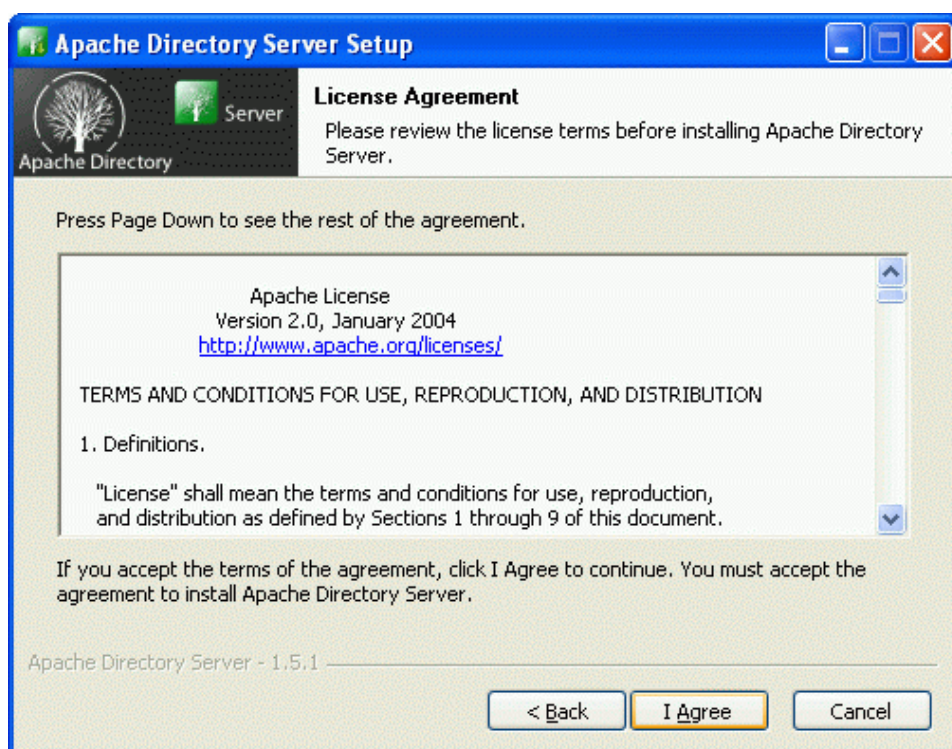 Apache Directory Server Setup
Server
Apache Directory
License Agreement
Please review the license terms before installing Apache Directory
Server.
Press Page Down to see the rest of the agreement.
Apache License
Version 2.0, January 2004
http://www.apache.org/licenses/
TERMS AND CONDITIONS FOR USE, REPRODUCTION, AND DISTRIBUTION
1. Definitions.
"License" shall mean the terms and conditions for use, reproduction,
and distribution as defined by Sections 1 through 9 of this document.
If you accept the terms of the agreement, click I Agree to continue. You must accept the
agreement to install Apache Directory Server.
Apache Directory Server - 1.5.1
< Back I Agree Cancel